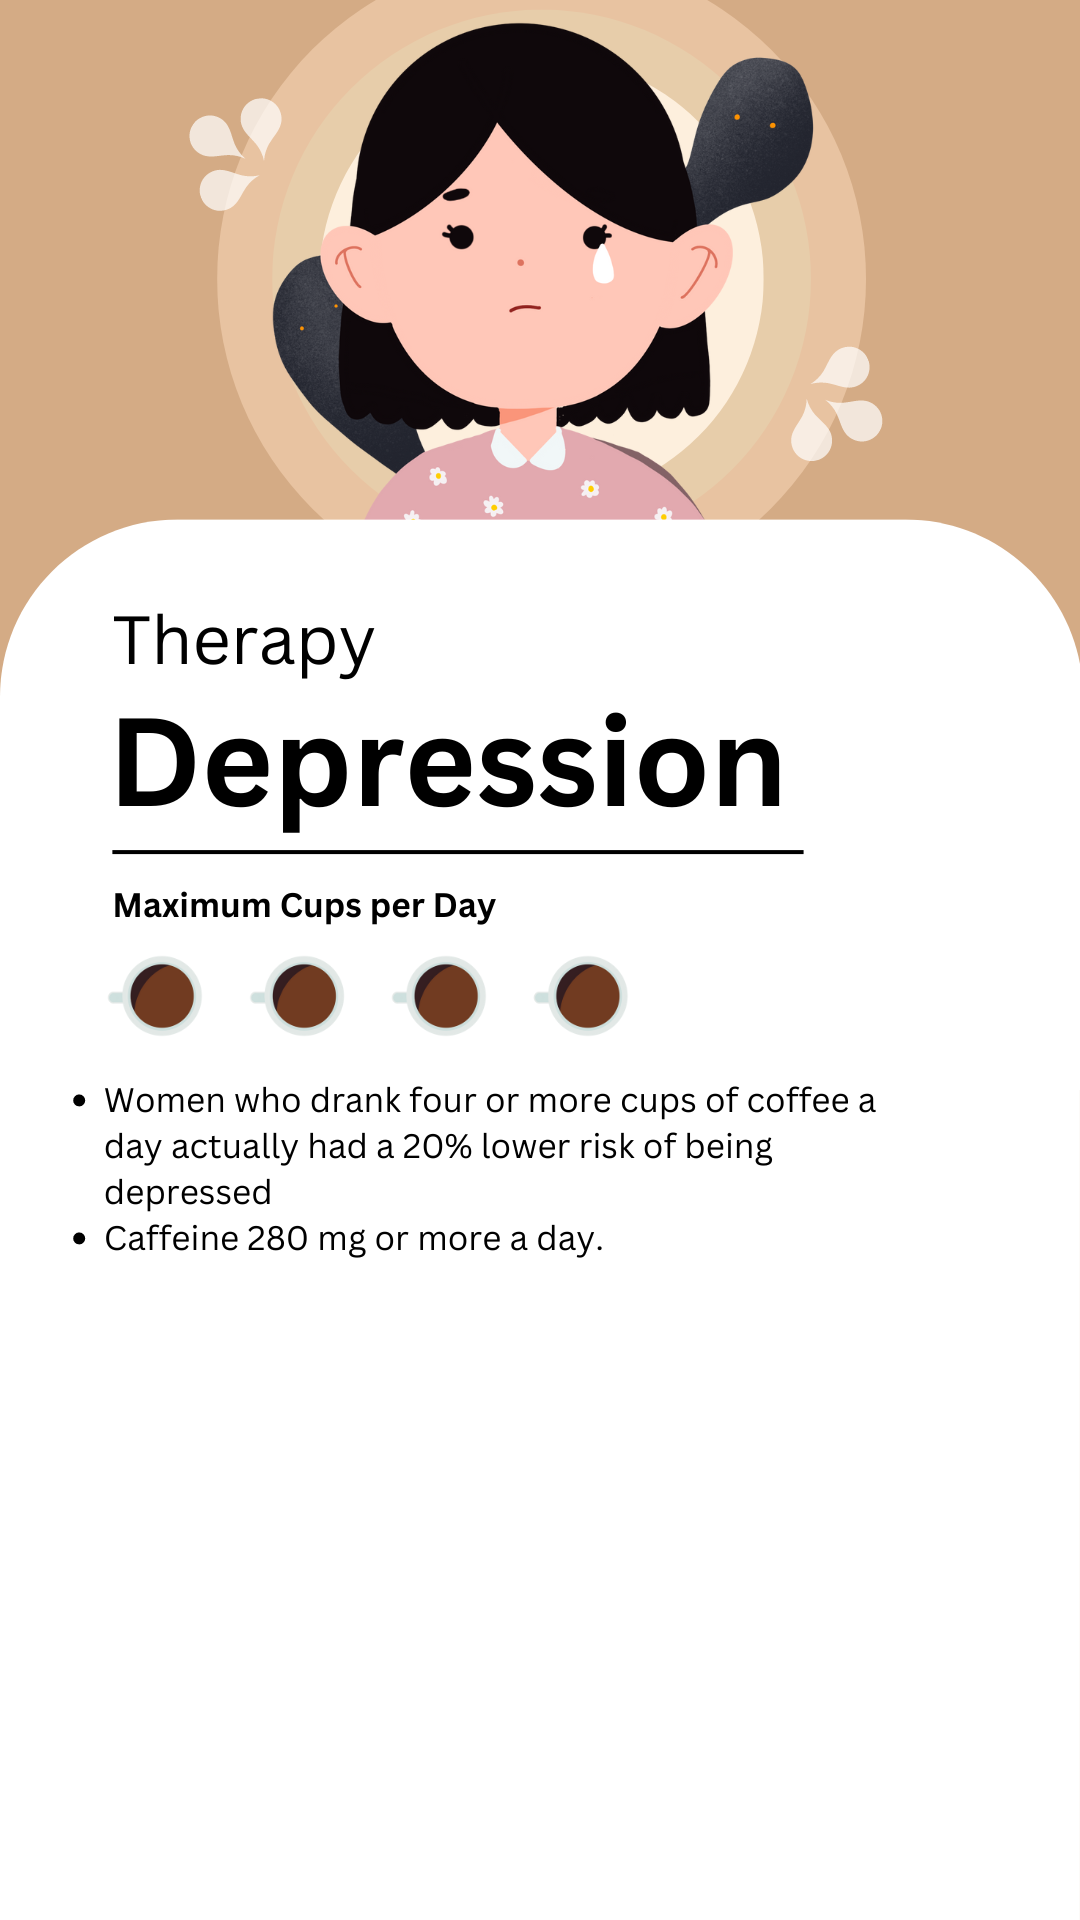 Therapy
Depression
Maximum Cups per Day
• Women who drank four or more cups of coffee a
day actually had a 20% lower risk of being
depressed
• Caffeine 280 mg or more a day.